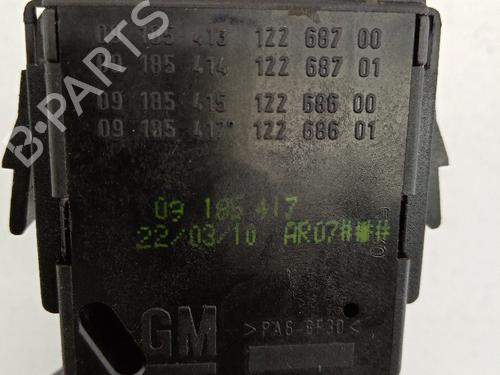 09 185 413 122 687 00
09 185 414 122 687 01
09 185 415 122 686 00
09 185 417 122 686 01
09 185 417
22/03/10 AR07###
GM
>PA6-GF30<
B-PARTS